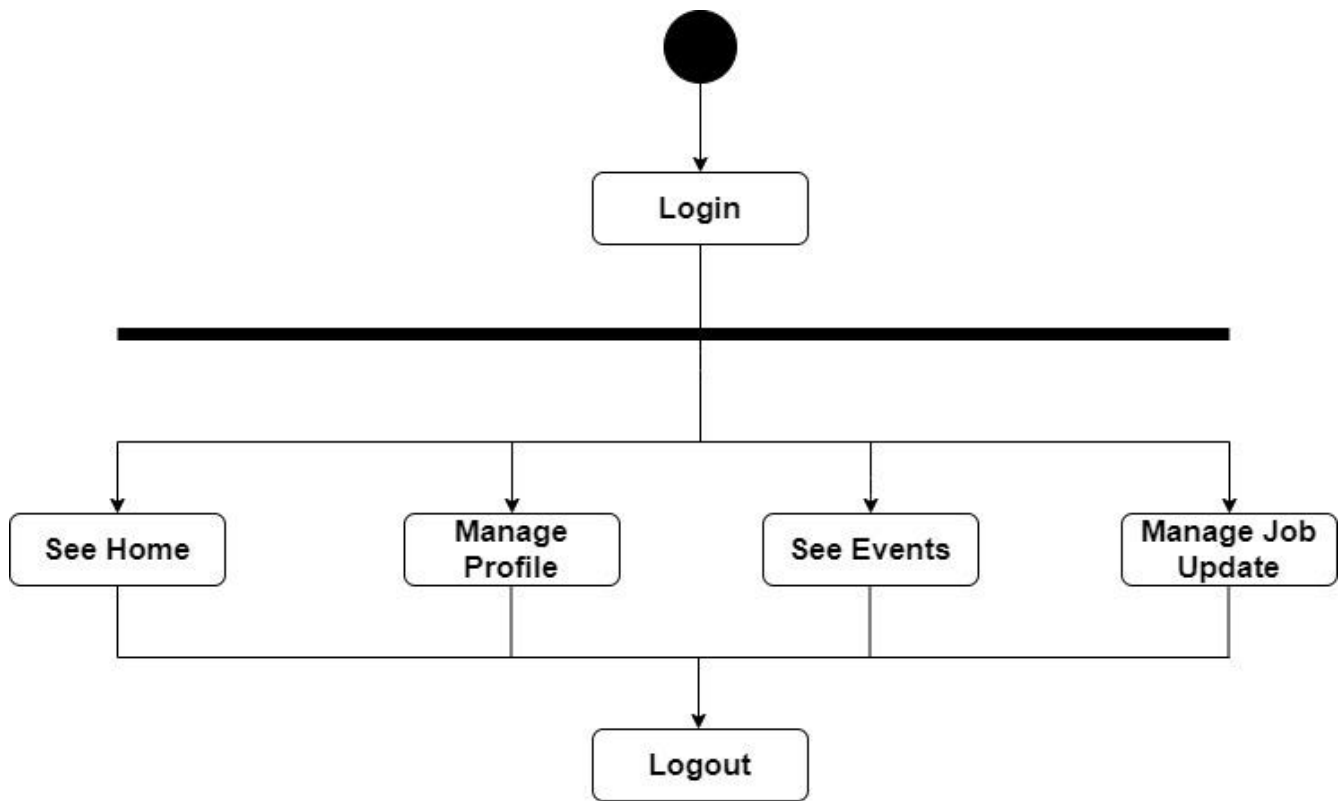 Login
See Home
Manage
Profile
See Events
Manage Job
Update
Logout